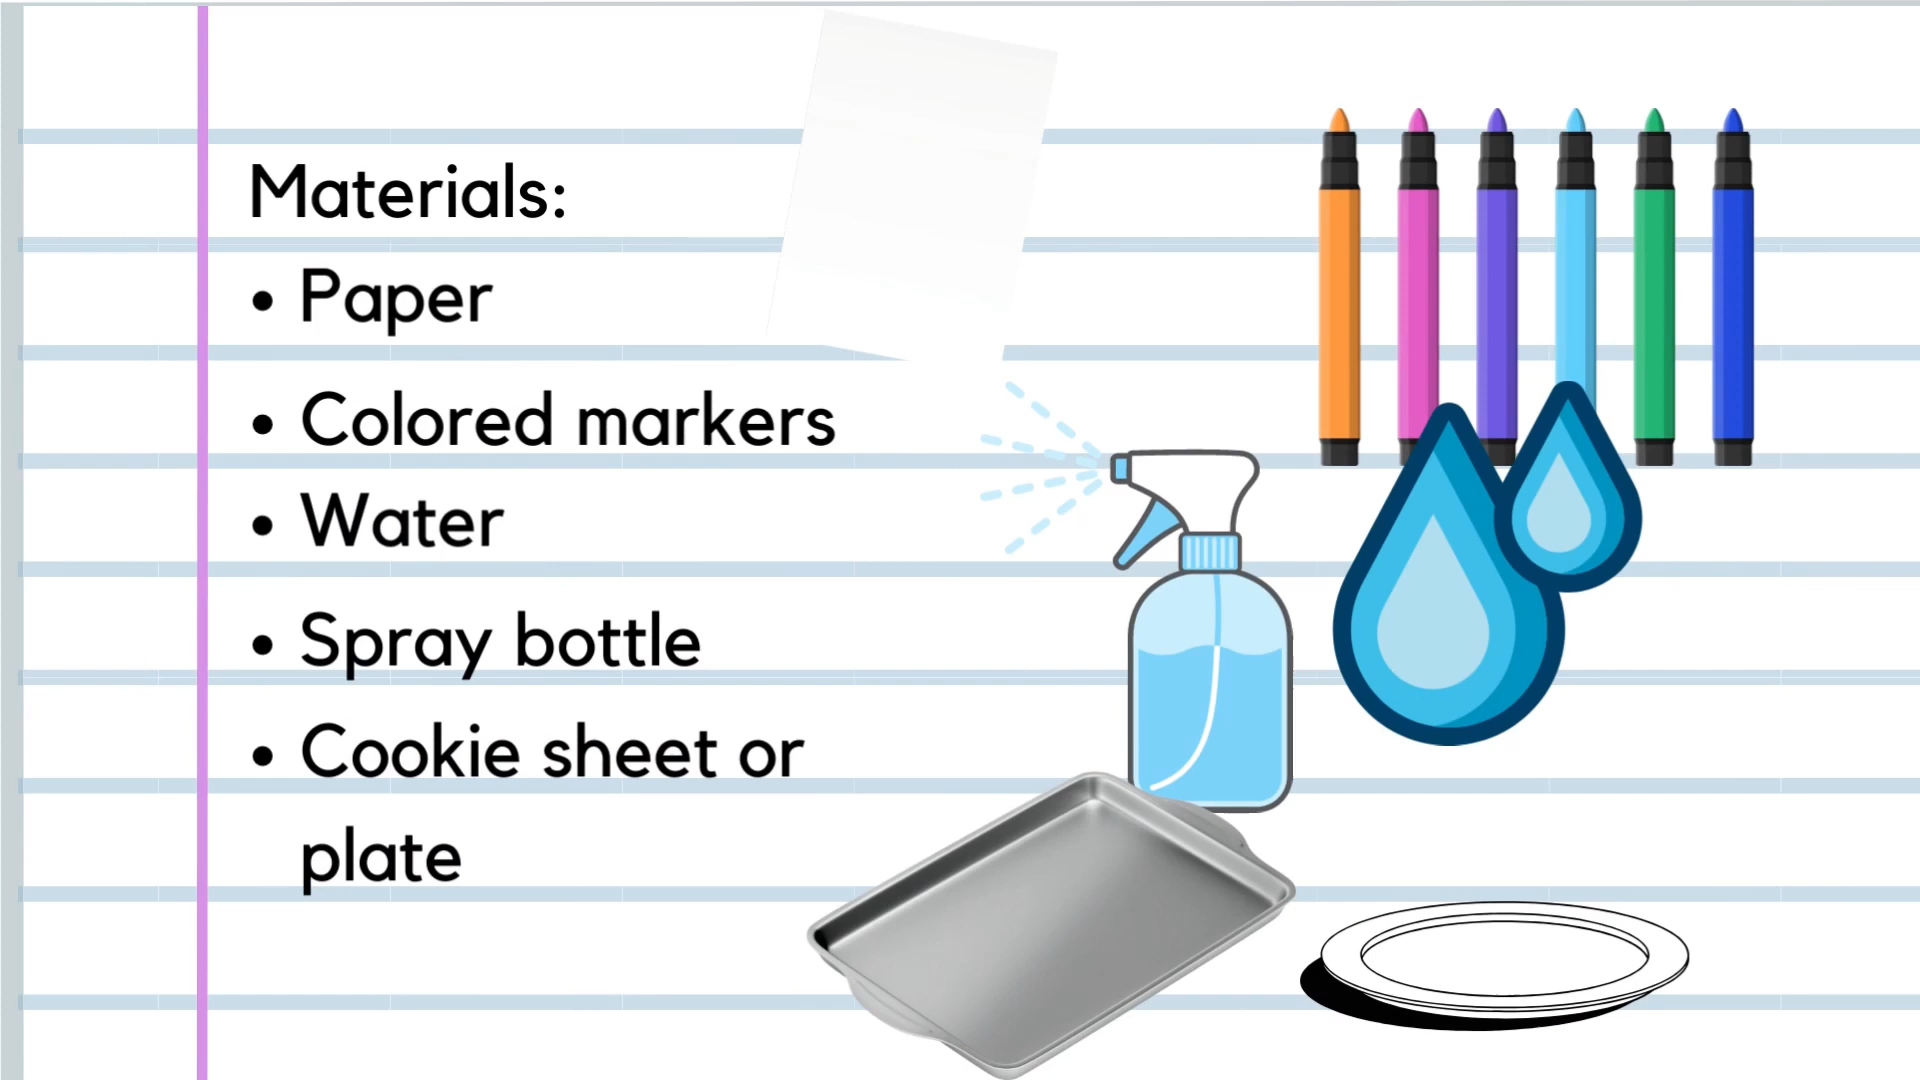 Materials:
• Paper
• Colored markers
• Water
• Spray bottle
• Cookie sheet or
plate